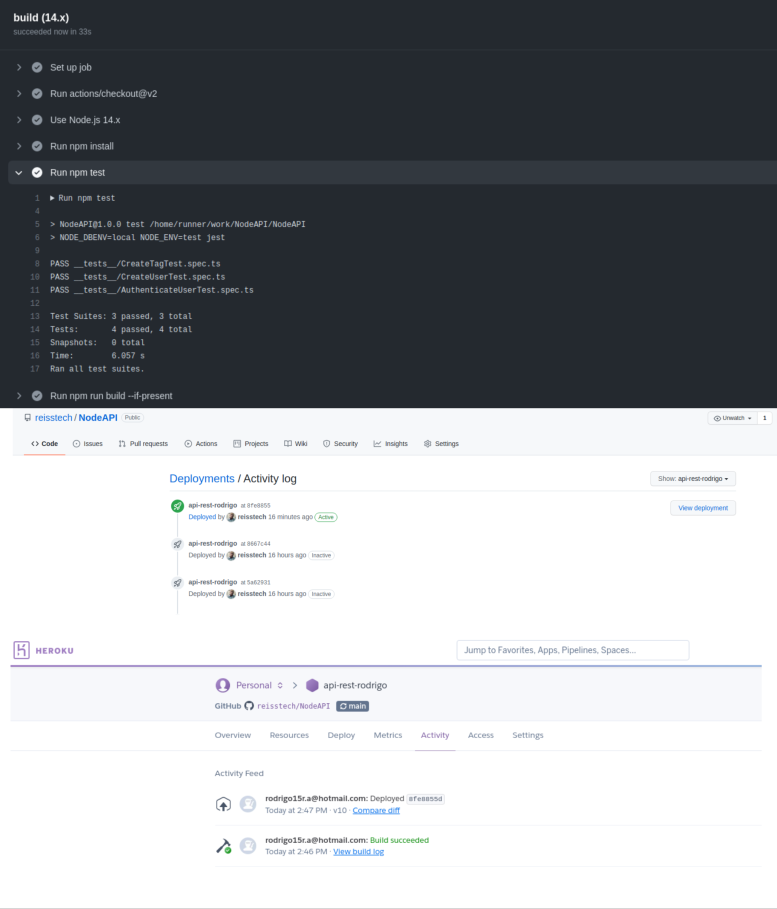 build (14.x)
succeeded now in 33s
Set up job
Run actions/checkout@v2
Use Node.js 14.x
Run npm install
Run npm test
1 ▶ Run npm test
4
5 > NodeAPI@1.0.0 test /home/runner/work/NodeAPI/NodeAPI
6 > NODE_DBENV=local NODE_ENV=test jest
9
8 PASS __tests__/CreateTagTest.spec.ts
10 PASS __tests__/CreateUserTest.spec.ts
11 PASS __tests__/AuthenticateUserTest.spec.ts
12
13 Test Suites: 3 passed, 3 total
14 Tests: 4 passed, 4 total
15 Snapshots: 0 total
16 Time: 6.057 s
17 Ran all test suites.
Run npm run build --if-present
reisstech / NodeAPI Public Unwatch 1
Code Issues Pull requests Actions Projects Wiki Security Insights Settings
Deployments / Activity log Show: api-rest-rodrigo
api-rest-rodrigo at 8fe8855 View deployment
Deployed by reisstech 16 minutes ago Active
api-rest-rodrigo at 8867c44
Deployed by reisstech 16 hours ago Inactive
api-rest-rodrigo at 5a62931
Deployed by reisstech 16 hours ago Inactive
HEROKU Jump to Favorites, Apps, Pipelines, Spaces...
Personal > api-rest-rodrigo
GitHub reisstech/NodeAPI main
Overview Resources Deploy Metrics Activity Access Settings
Activity Feed
rodrigo15r.a@hotmail.com: Deployed 8fe8855d
Today at 2:47 PM · v10 · Compare diff
rodrigo15r.a@hotmail.com: Build succeeded
Today at 2:46 PM · View build log